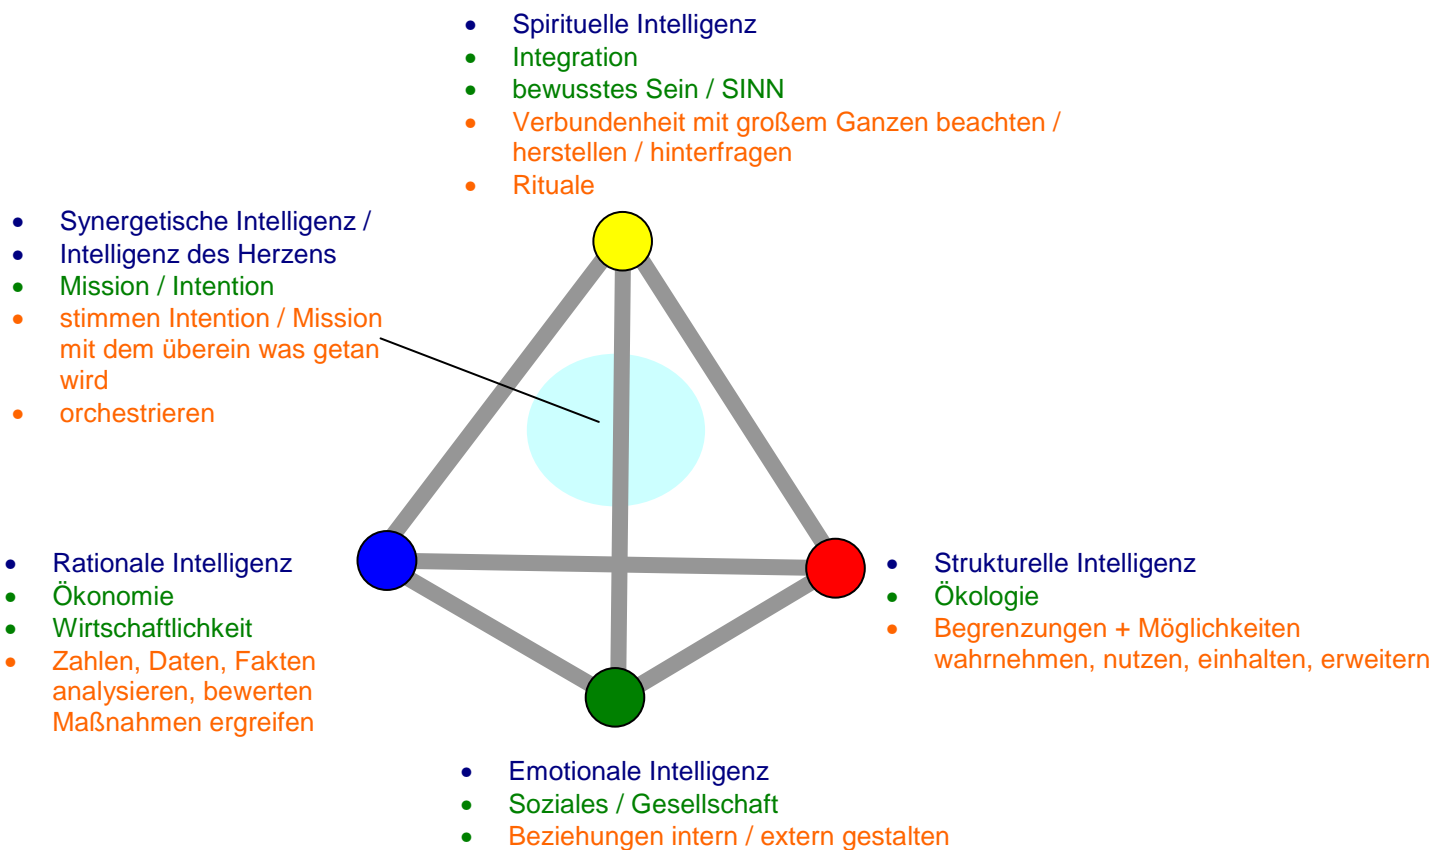 • Spirituelle Intelligenz
• Integration
• bewusstes Sein / SINN
• Verbundenheit mit großem Ganzen beachten /
herstellen / hinterfragen
• Rituale
• Synergetische Intelligenz /
• Intelligenz des Herzens
• Mission / Intention
• stimmen Intention / Mission
mit dem überein was getan
wird
• orchestrieren
• Rationale Intelligenz
• Ökonomie
• Wirtschaftlichkeit
• Zahlen, Daten, Fakten
analysieren, bewerten
Maßnahmen ergreifen
• Strukturelle Intelligenz
• Ökologie
• Begrenzungen + Möglichkeiten
wahrnehmen, nutzen, einhalten, erweitern
• Emotionale Intelligenz
• Soziales / Gesellschaft
• Beziehungen intern / extern gestalten